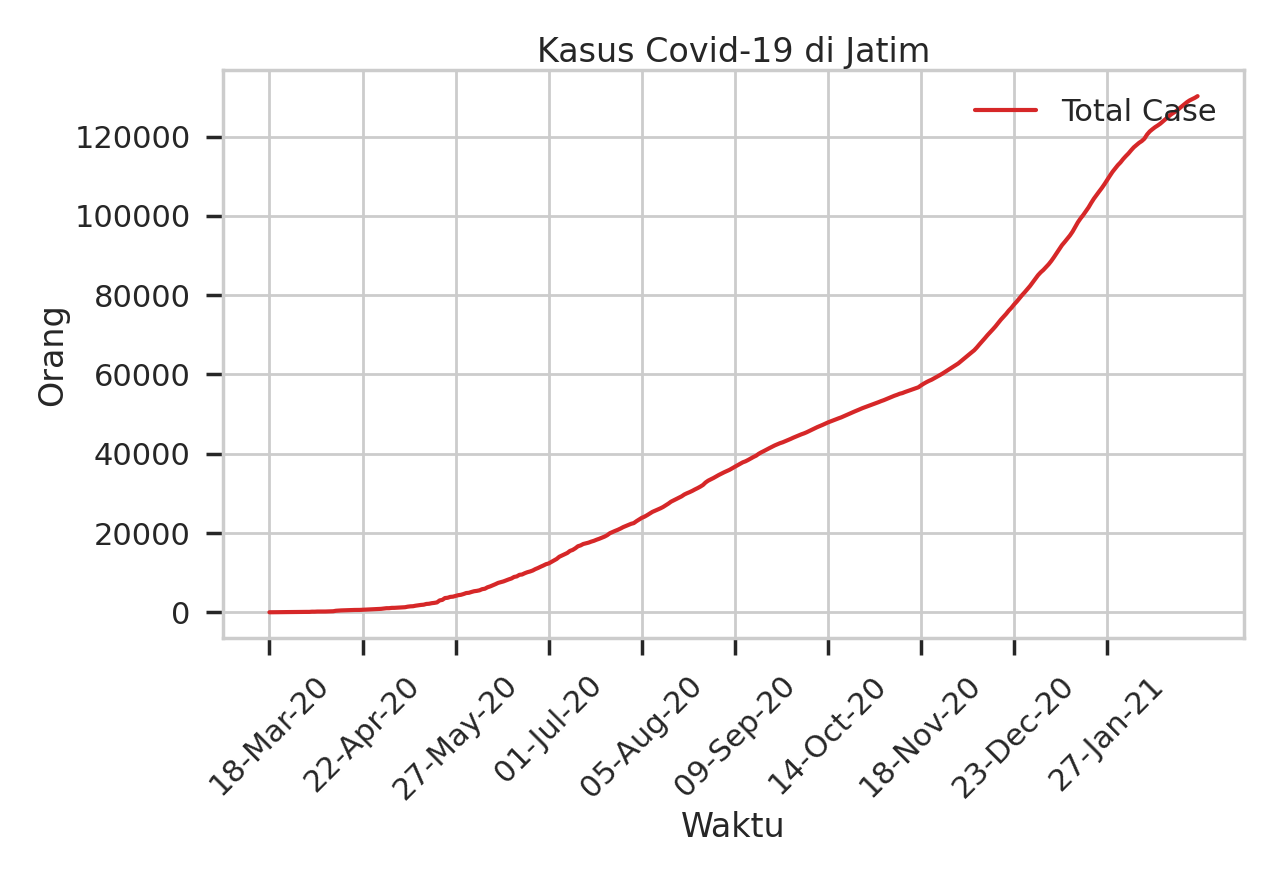 Kasus Covid-19 di Jatim
Total Case
120000
100000
80000
60000
40000
20000
0
Orang
18-Mar-20
22-Apr-20
27-May-20
01-Jul-20
05-Aug-20
09-Sep-20
14-Oct-20
18-Nov-20
23-Dec-20
27-Jan-21
Waktu